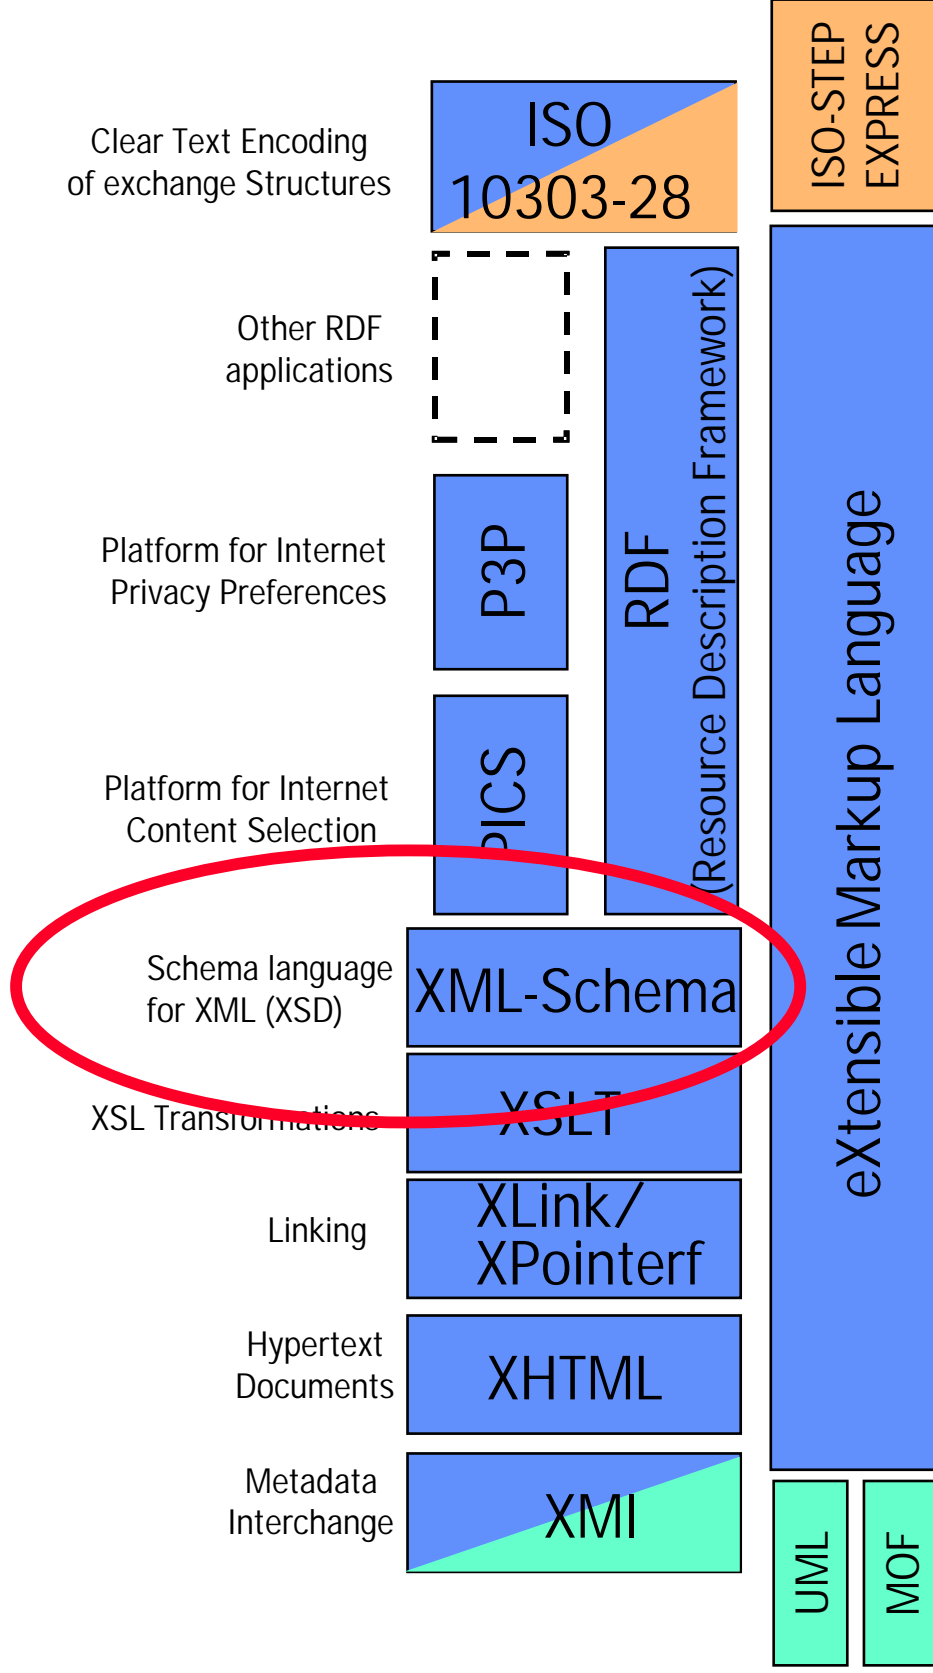 ISO-STEP
EXPRESS
Clear Text Encoding
of exchange Structures
ISO
10303-28
Other RDF
applications
RDF
(Resource Description Framework)
eXtensible Markup Language
Platform for Internet
Privacy Preferences
P3P
Platform for Internet
Content Selection
PICS
Schema language
for XML (XSD)
XML-Schema
XSL Transformations
XSLT
Linking
XLink/
XPointerf
Hypertext
Documents
XHTML
Metadata
Interchange
XMI
UML
MOF